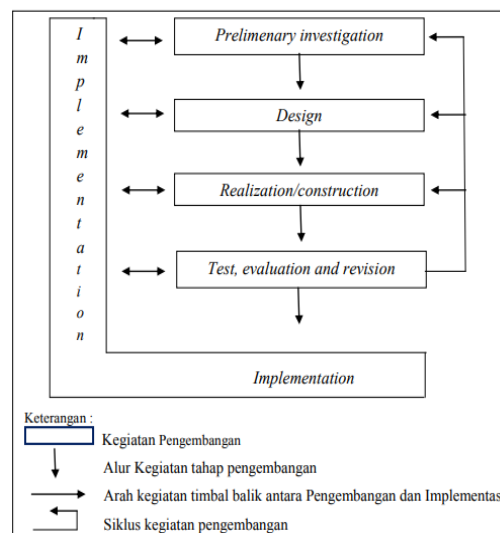 Implementation
Prelimenary investigation
Design
Realization/construction
Test, evaluation and revision
Implementation
Keterangan :
Kegiatan Pengembangan
Alur Kegiatan tahap pengembangan
Arah kegiatan timbal balik antara Pengembangan dan Implementas
Siklus kegiatan pengembangan